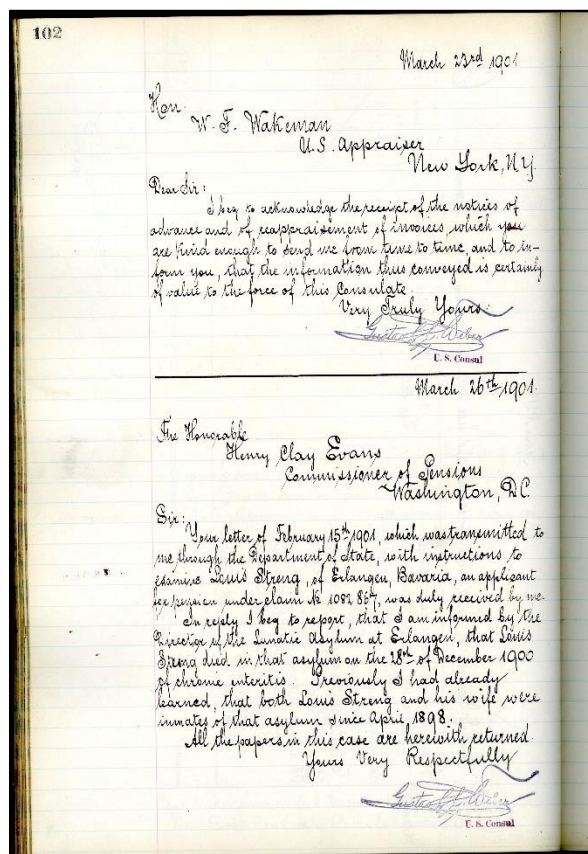 102
March 23rd 1901
Hon.
W. F. Wakeman
U.S. Appraiser
New York, N.Y.
Dear Sir:
I beg to acknowledge the receipt of the notices of
advance and of reappraisement of invoices, which you
are kind enough to send me from time to time, and to in-
form you, that the information thus conveyed is certainly
of value to the force of this Consulate.
Very Truly Yours
Weber
U. S. Consul
March 26th 1901.
The Honorable
Henry Clay Evans
Commissioner of Pensions
Washington, D.C.
Sir:
Your letter of February 15th 1901, which was transmitted to
me through the Department of State, with instructions to
examine Louis Streng, of Erlangen, Bavaria, an applicant
for pension under claim № 1082 867, was duly received by me.
In reply I beg to report, that I am informed by the
Director of the Lunatic Asylum at Erlangen, that Louis
Streng died in that asylum on the 28th of December 1900
of chronic enteritis. Previously I had already
learned, that both Louis Streng and his wife were
inmates of that asylum since April 1898.
All the papers in this case are herewith returned.
Yours Very Respectfully
Weber
U. S. Consul